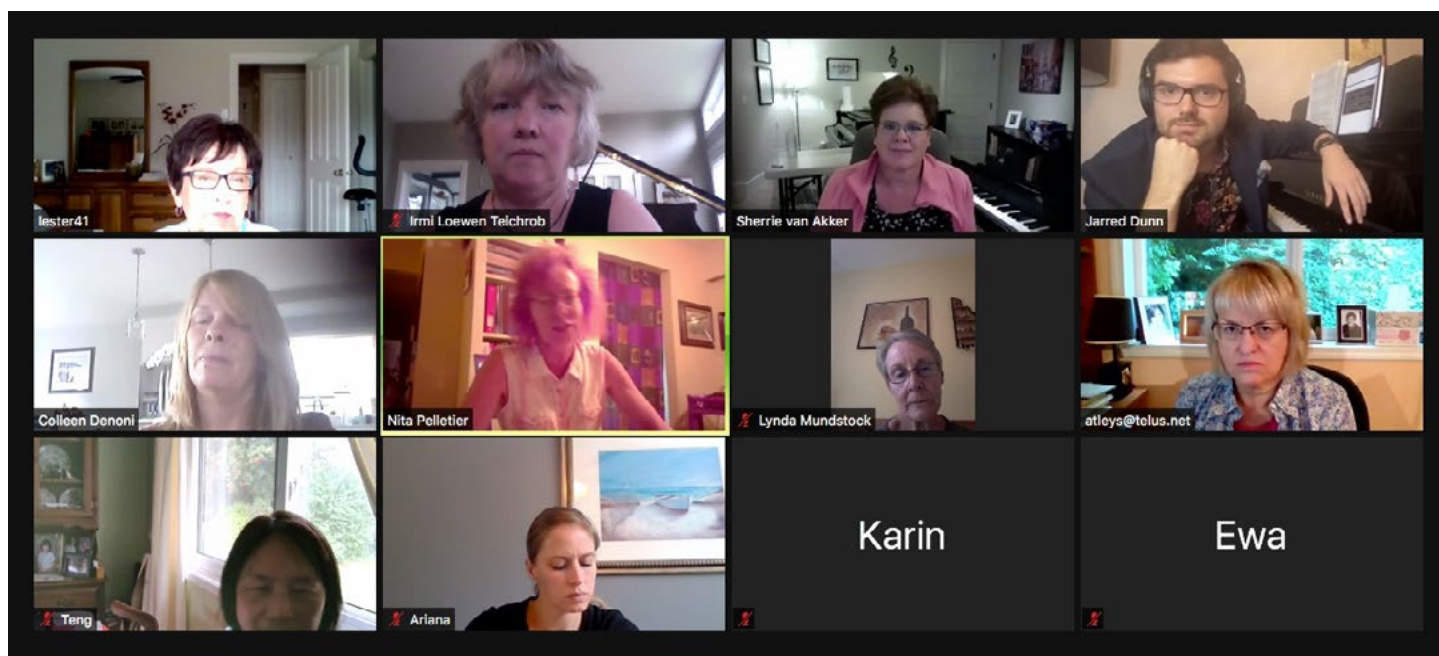 lester41
Irmi Loewen Teichrob
Sherrie van Akker
Jarred Dunn
Colleen Denoni
Nita Pelletier
Lynda Mundstock
atleys@telus.net
Teng
Ariana
Karin
Ewa